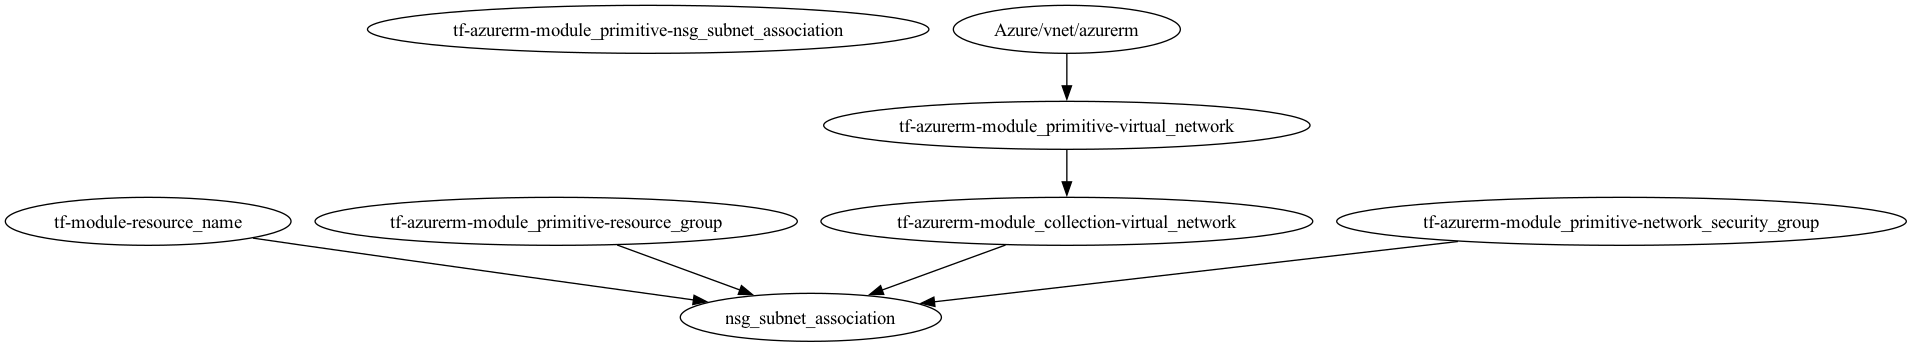 tf-azurerm-module_primitive-nsg_subnet_association
Azure/vnet/azurerm
tf-azurerm-module_primitive-virtual_network
tf-module-resource_name
tf-azurerm-module_primitive-resource_group
tf-azurerm-module_collection-virtual_network
tf-azurerm-module_primitive-network_security_group
nsg_subnet_association